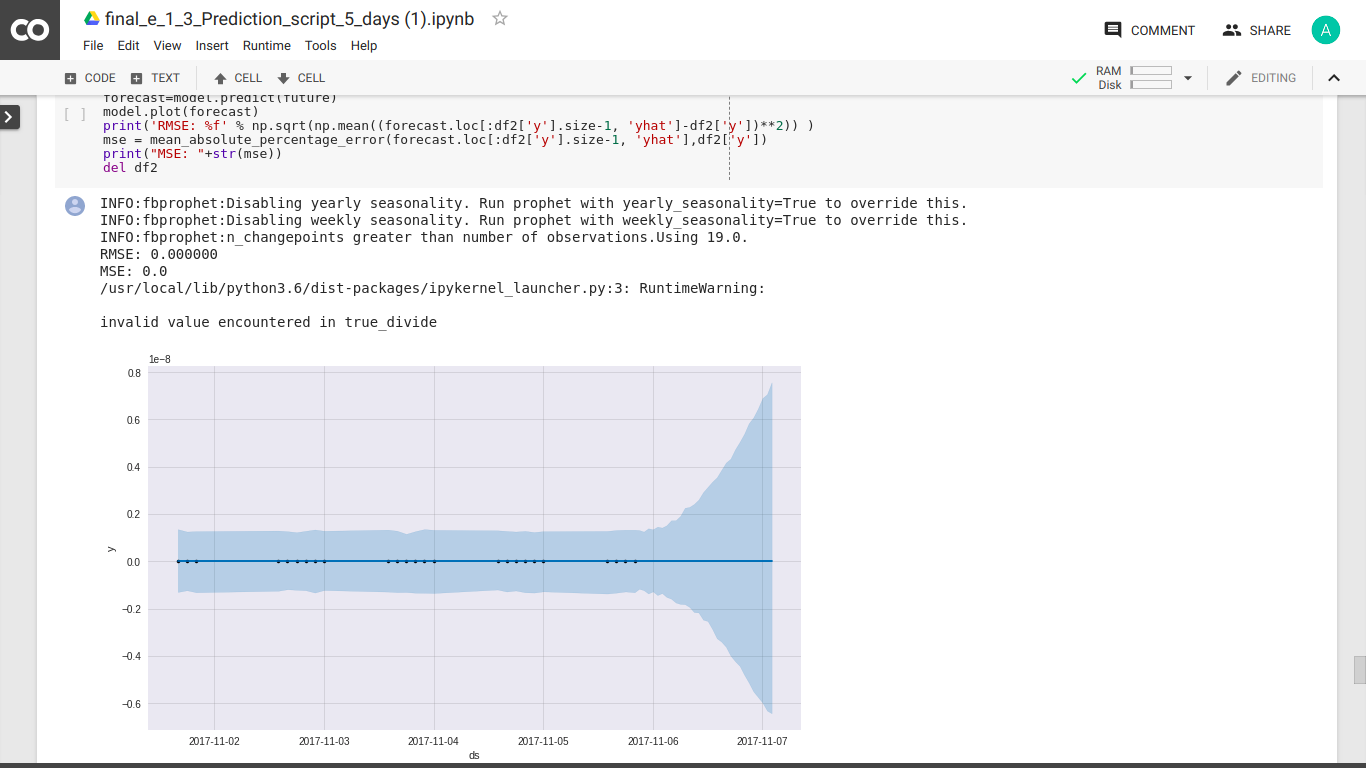 CO
final_e_1_3_Prediction_script_5_days (1).ipynb
COMMENT
SHARE
A
File Edit View Insert Runtime Tools Help
CODE TEXT CELL CELL
RAM
Disk
EDITING
forecast=model.predict(future)
[ ]
model.plot(forecast)
print('RMSE: %f' % np.sqrt(np.mean((forecast.loc[:df2['y'].size-1, 'yhat']-df2['y'])**2)) )
mse = mean_absolute_percentage_error(forecast.loc[:df2['y'].size-1, 'yhat'],df2['y'])
print("MSE: "+str(mse))
del df2
INFO:fbprophet:Disabling yearly seasonality. Run prophet with yearly_seasonality=True to override this.
INFO:fbprophet:Disabling weekly seasonality. Run prophet with weekly_seasonality=True to override this.
INFO:fbprophet:n_changepoints greater than number of observations.Using 19.0.
RMSE: 0.000000
MSE: 0.0
/usr/local/lib/python3.6/dist-packages/ipykernel_launcher.py:3: RuntimeWarning:
invalid value encountered in true_divide
1e−8
0.8
0.6
0.4
0.2
y
0.0
−0.2
−0.4
−0.6
2017-11-02 2017-11-03 2017-11-04 2017-11-05 2017-11-06 2017-11-07
ds